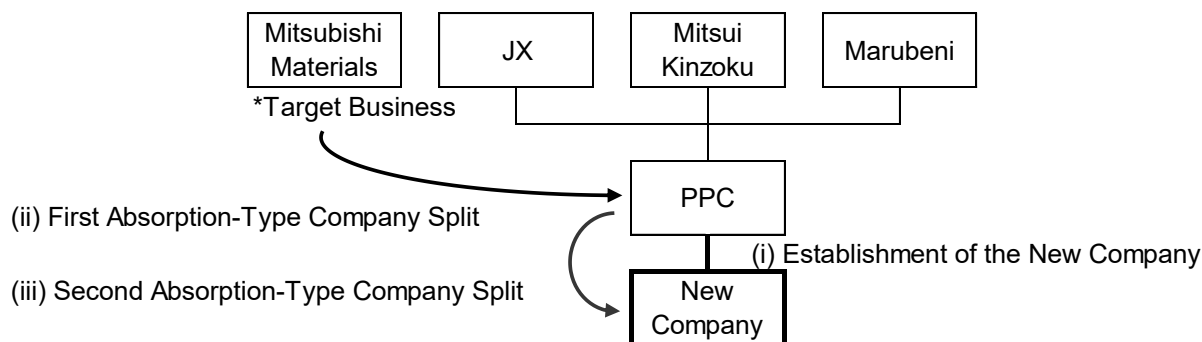 Mitsubishi
Materials
JX
Mitsui
Kinzoku
Marubeni
*Target Business
PPC
(ii) First Absorption-Type Company Split
(i) Establishment of the New Company
(iii) Second Absorption-Type Company Split
New
Company